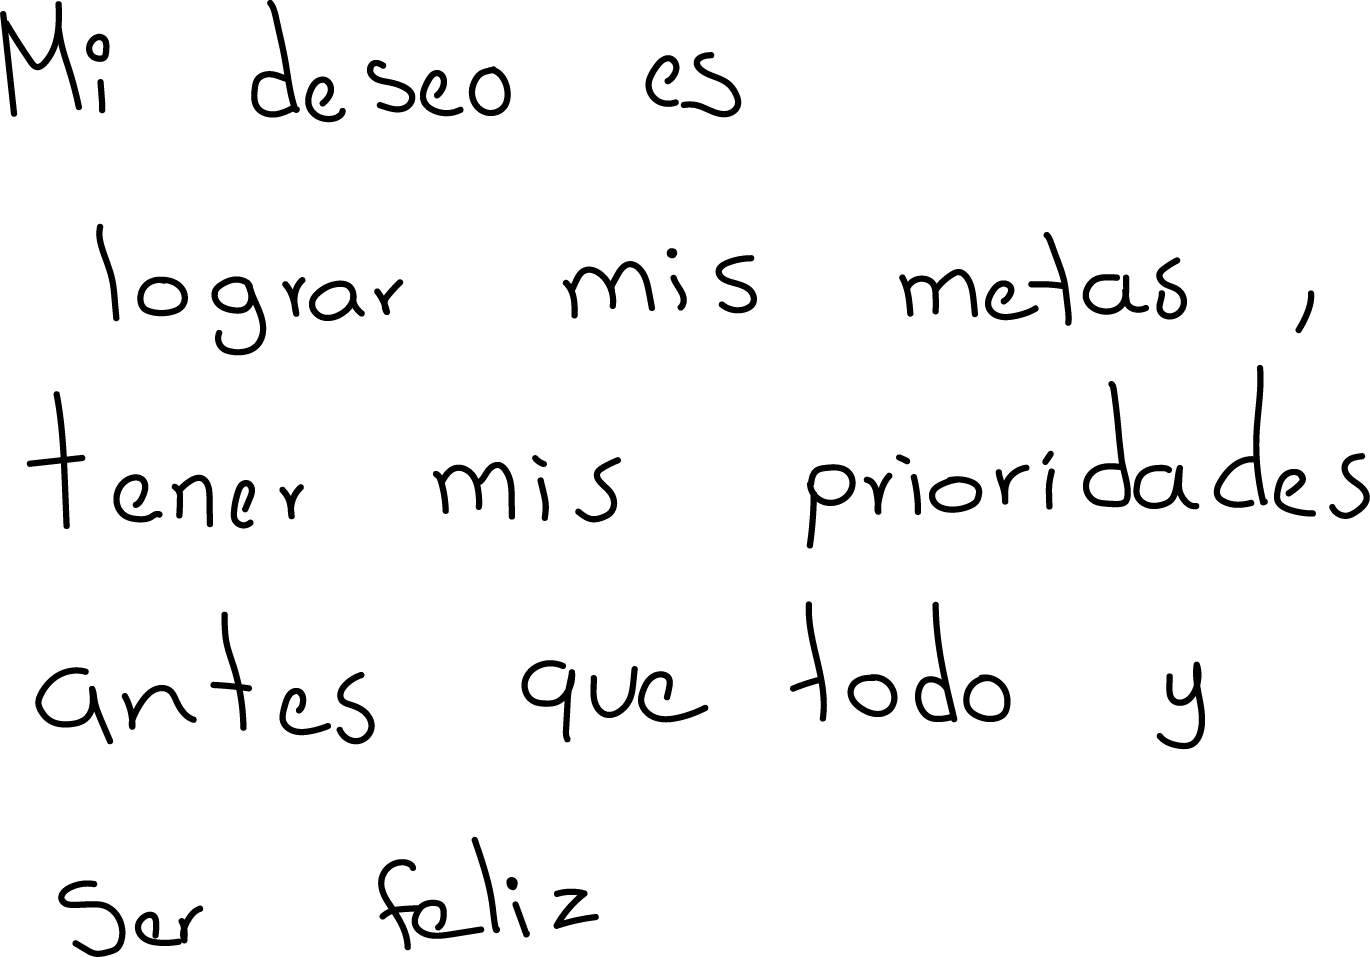 Mi deseo es
lograr mis metas,
tener mis prioridades
antes que todo y
ser feliz